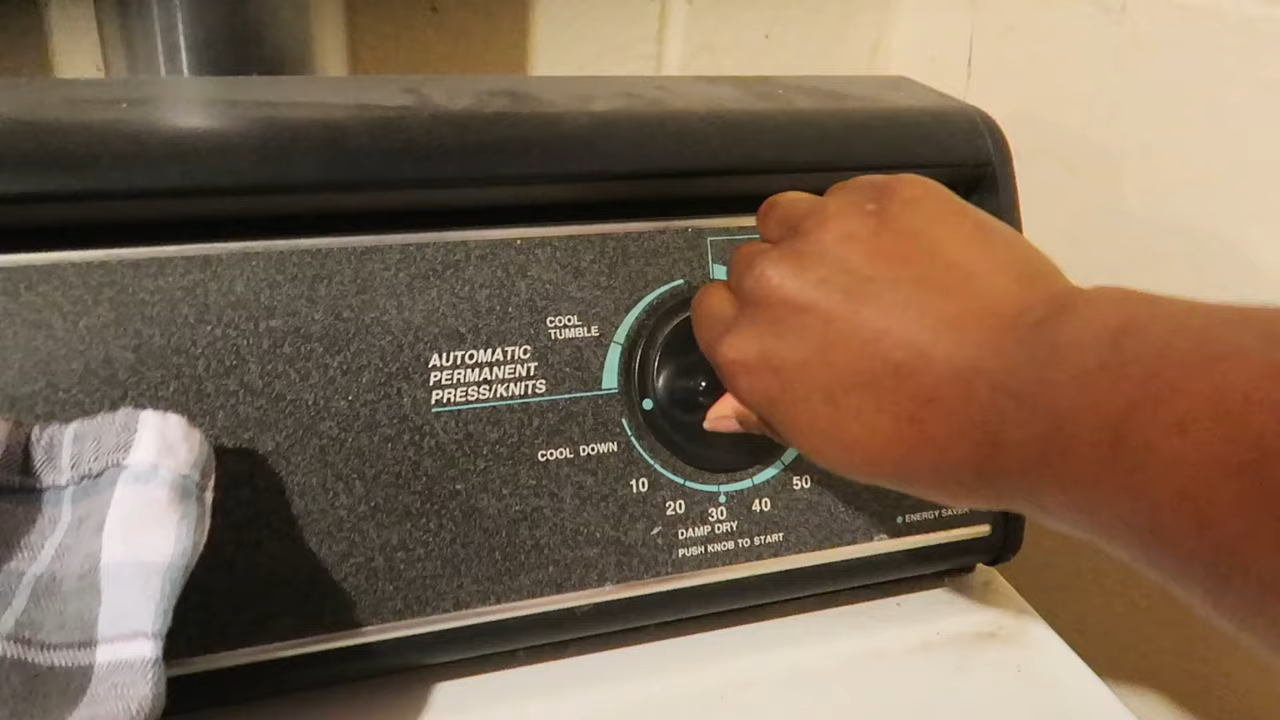 COOL
TUMBLE
AUTOMATIC
PERMANENT
PRESS/KNITS
COOL DOWN
10
20
30
40
50
DAMP DRY
PUSH KNOB TO START
ENERGY SAVER